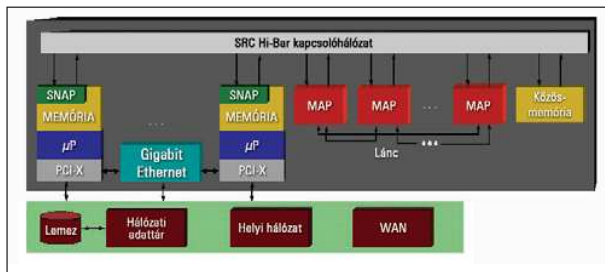 SRC Hi-Bar kapcsolóhálózat
SNAP
MEMÓRIA
µP
PCI-X
...
Gigabit
Ethernet
SNAP
MEMÓRIA
µP
PCI-X
MAP
MAP
...
MAP
Lánc
Közös-
memória
Lemez
Hálózati
adattár
Helyi hálózat
WAN